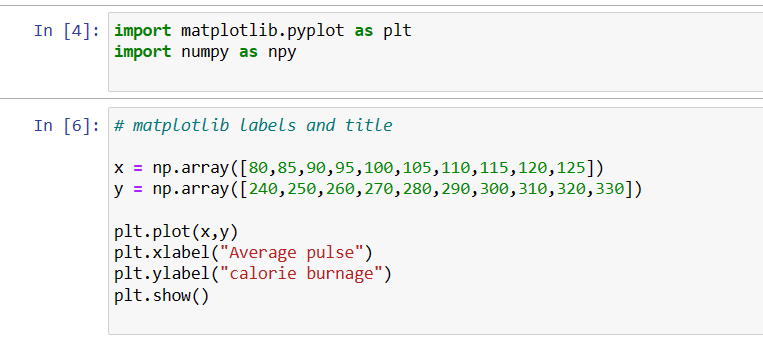 In [4]: import matplotlib.pyplot as plt
import numpy as npy
In [6]: # matplotlib labels and title
x = np.array([80,85,90,95,100,105,110,115,120,125])
y = np.array([240,250,260,270,280,290,300,310,320,330])
plt.plot(x,y)
plt.xlabel("Average pulse")
plt.ylabel("calorie burnage")
plt.show()